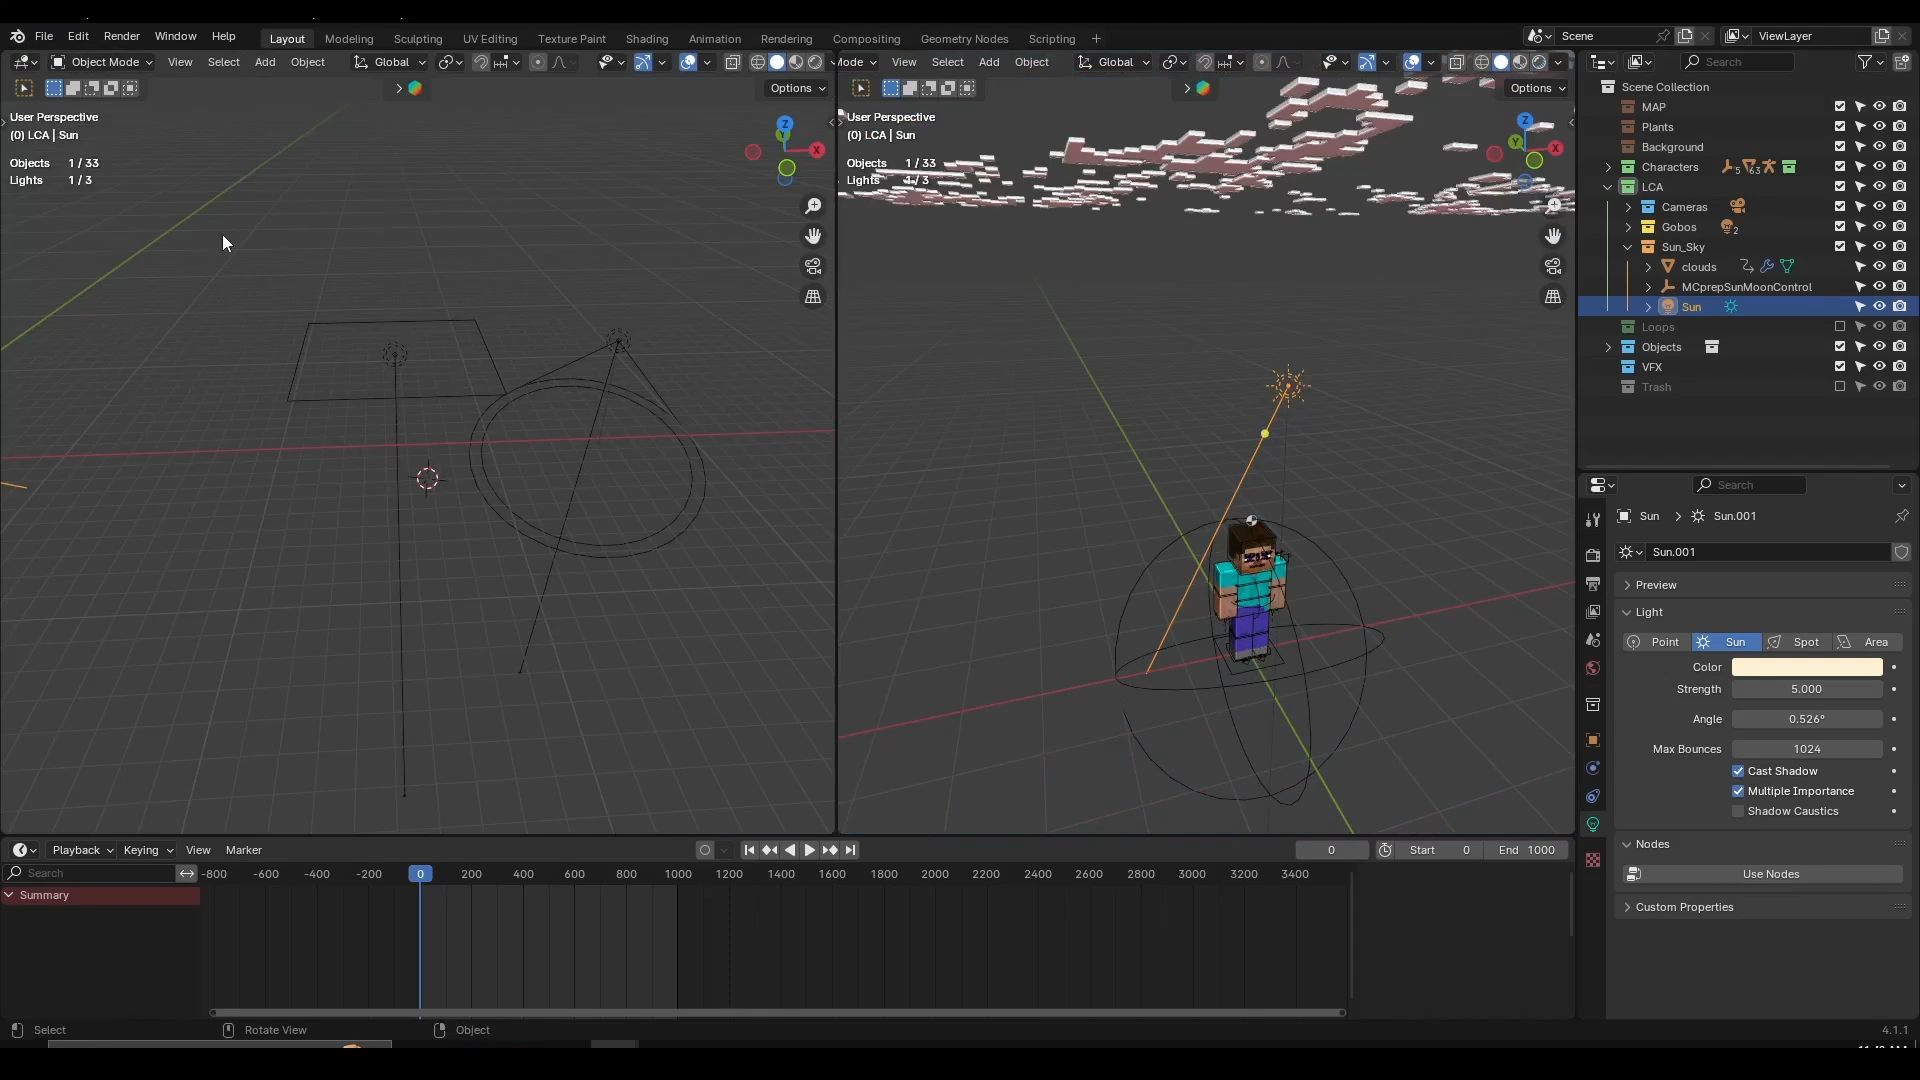 File Edit Render Window Help Layout Modeling Sculpting UV Editing Texture Paint Shading Animation Rendering Compositing Geometry Nodes Scripting + Scene ViewLayer
Object Mode View Select Add Object Global
Mode View Select Add Object Global
Search
Options
Options
User Perspective
(0) LCA | Sun
Objects 1 / 33
Lights 1 / 3
Z
X
User Perspective
(0) LCA | Sun
Objects 1 / 33
Lights 1 / 3
Z
Y
X
Scene Collection
MAP
Plants
Background
Characters 5 63
LCA
Cameras
Gobos 2
Sun_Sky
clouds
MCprepSunMoonControl
Sun
Loops
Objects
VFX
Trash
Search
Sun > Sun.001
Sun.001
Preview
Light
Point Sun Spot Area
Color
Strength 5.000
Angle 0.526°
Max Bounces 1024
Cast Shadow
Multiple Importance
Shadow Caustics
Nodes
Use Nodes
Custom Properties
Playback Keying View Marker 0 Start 0 End 1000
Search -800 -600 -400 -200 0 200 400 600 800 1000 1200 1400 1600 1800 2000 2200 2400 2600 2800 3000 3200 3400
Summary
Select Rotate View Object 4.1.1